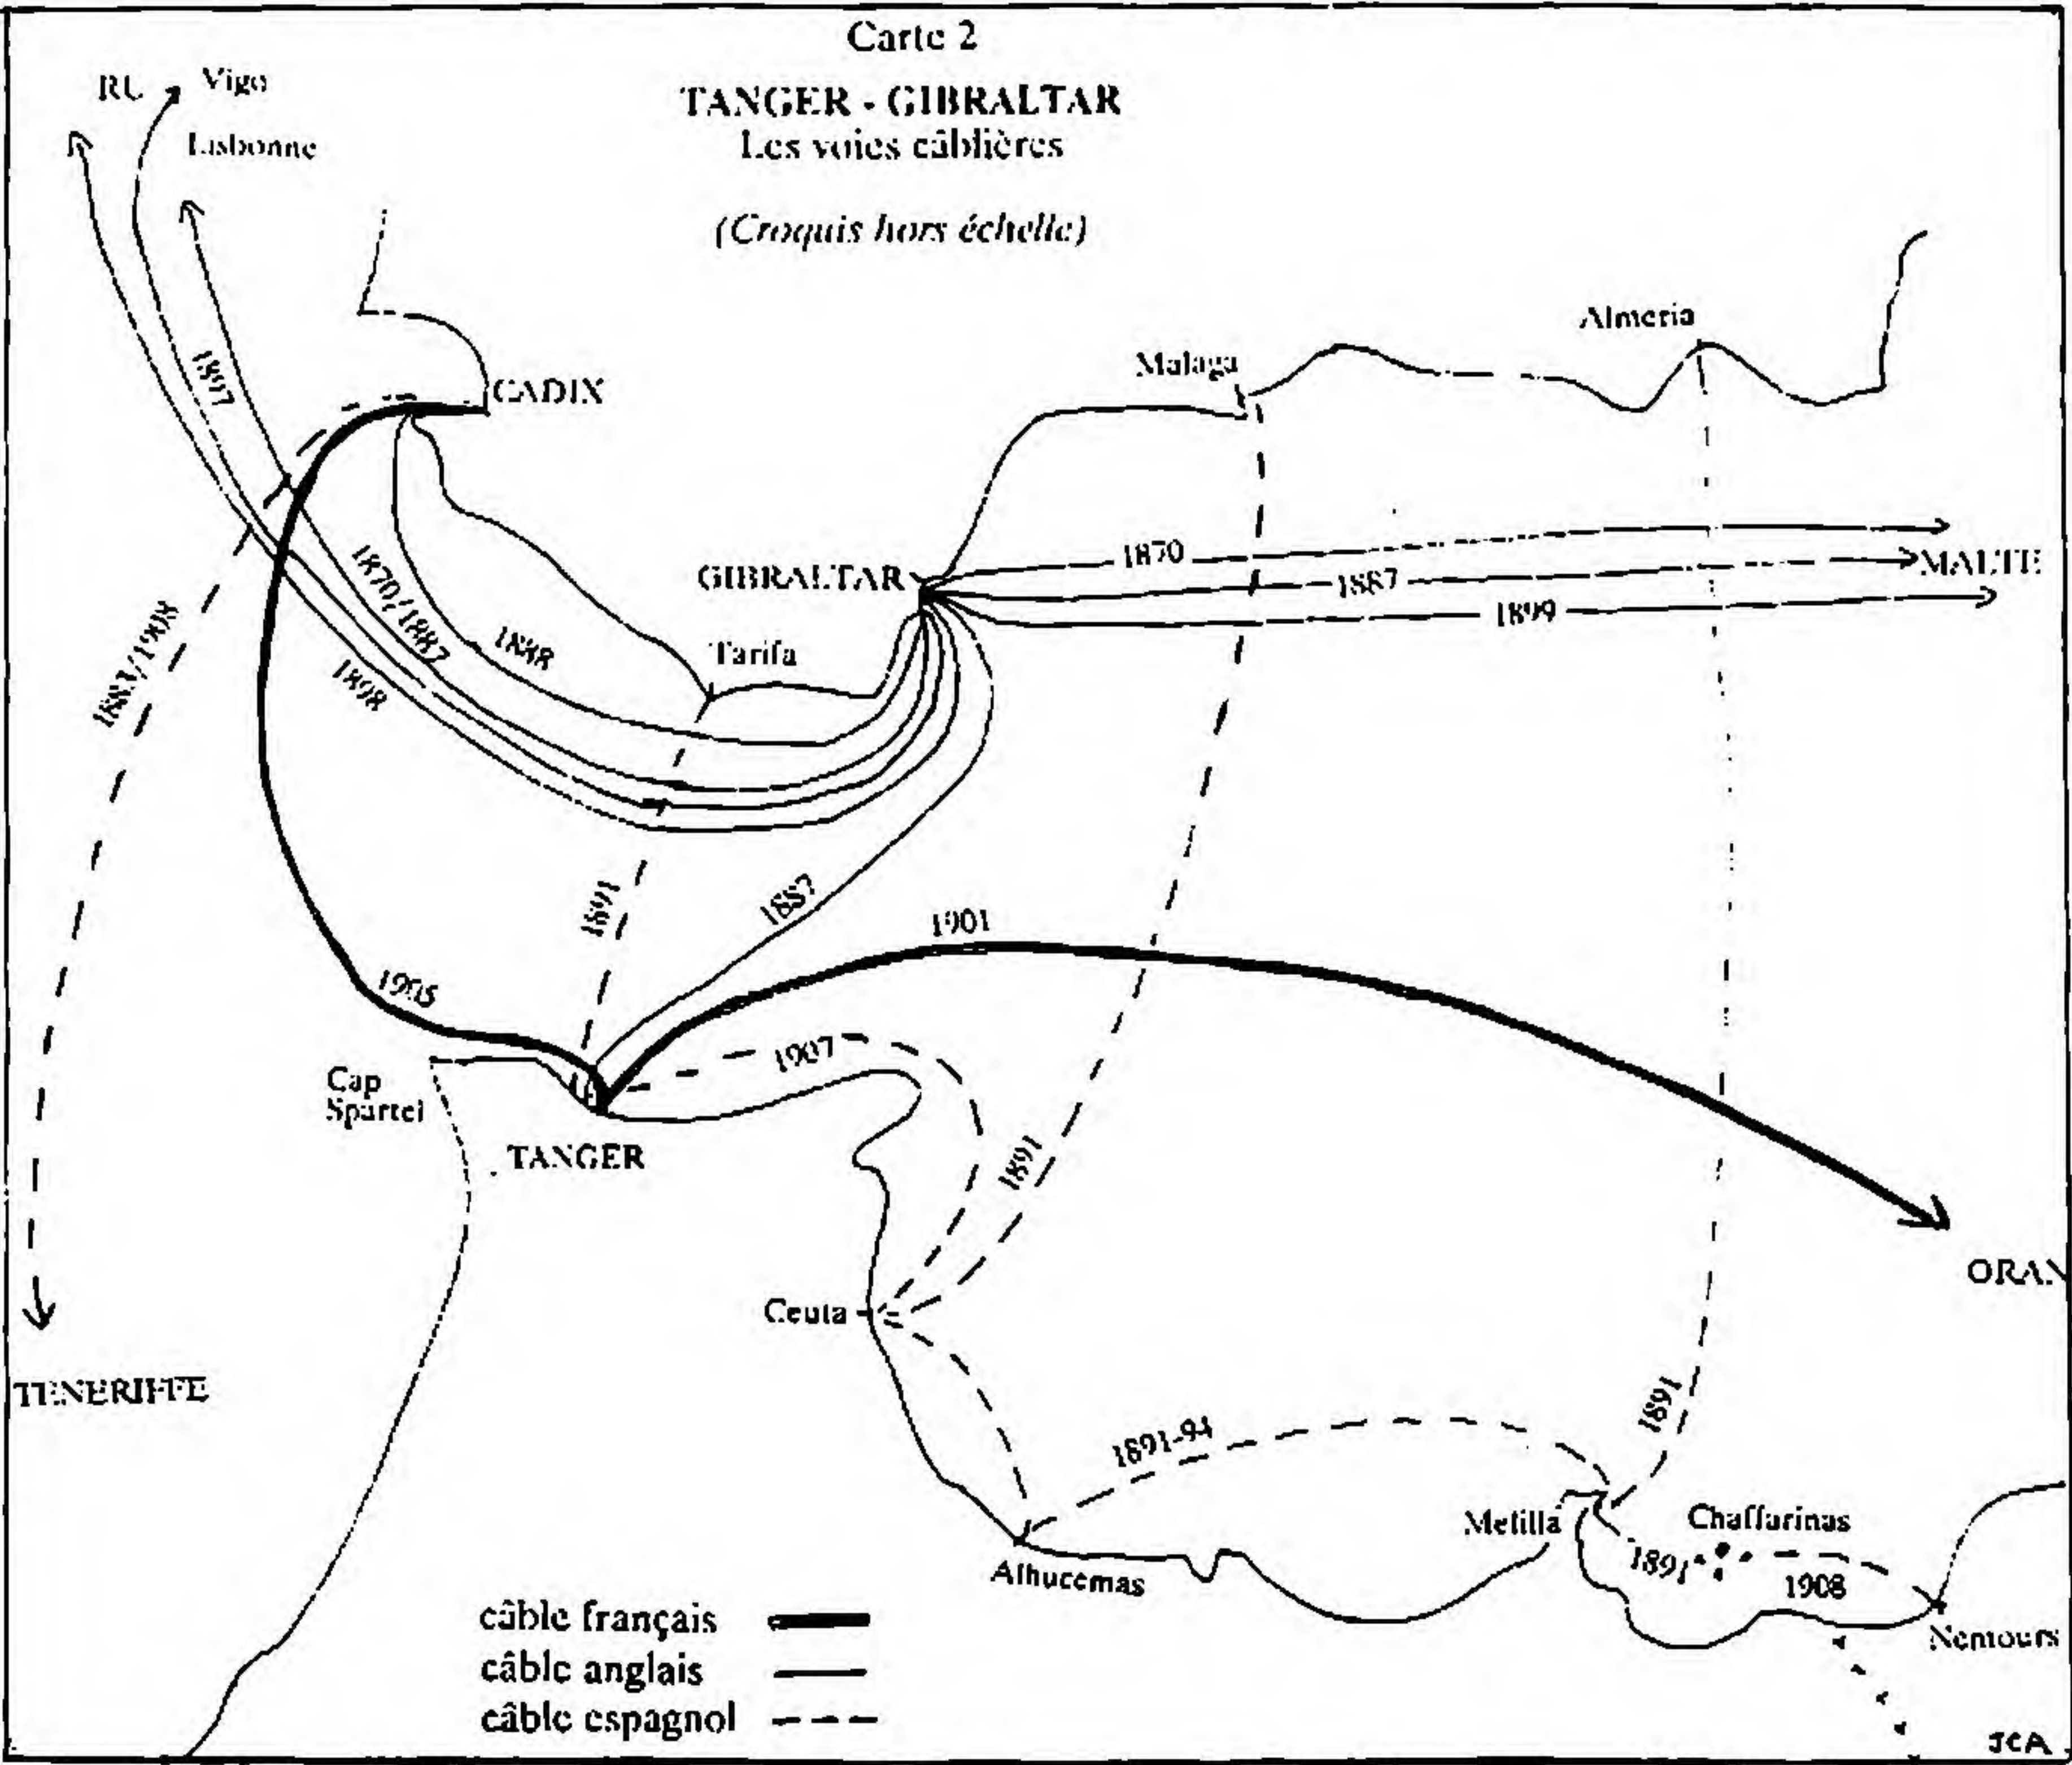 Carte 2
TANGER - GIBRALTAR
Les voies câblières
(Croquis hors échelle)
RU
Vigo
Lisbonne
1897
CADIX
Malaga
Almeria
1870
GIBRALTAR
MALTE
1887
1899
1870/1887
1888
Tarifa
1898
1883/1908
1891
1887
1901
1905
1907
Cap
Spartel
TANGER
1891
ORAN
Ceuta
TENERIFFE
1891
1891-94
Melilla
Chaffarinas
1891
1908
Alhucemas
Nemours
câble français
câble anglais
câble espagnol
JCA